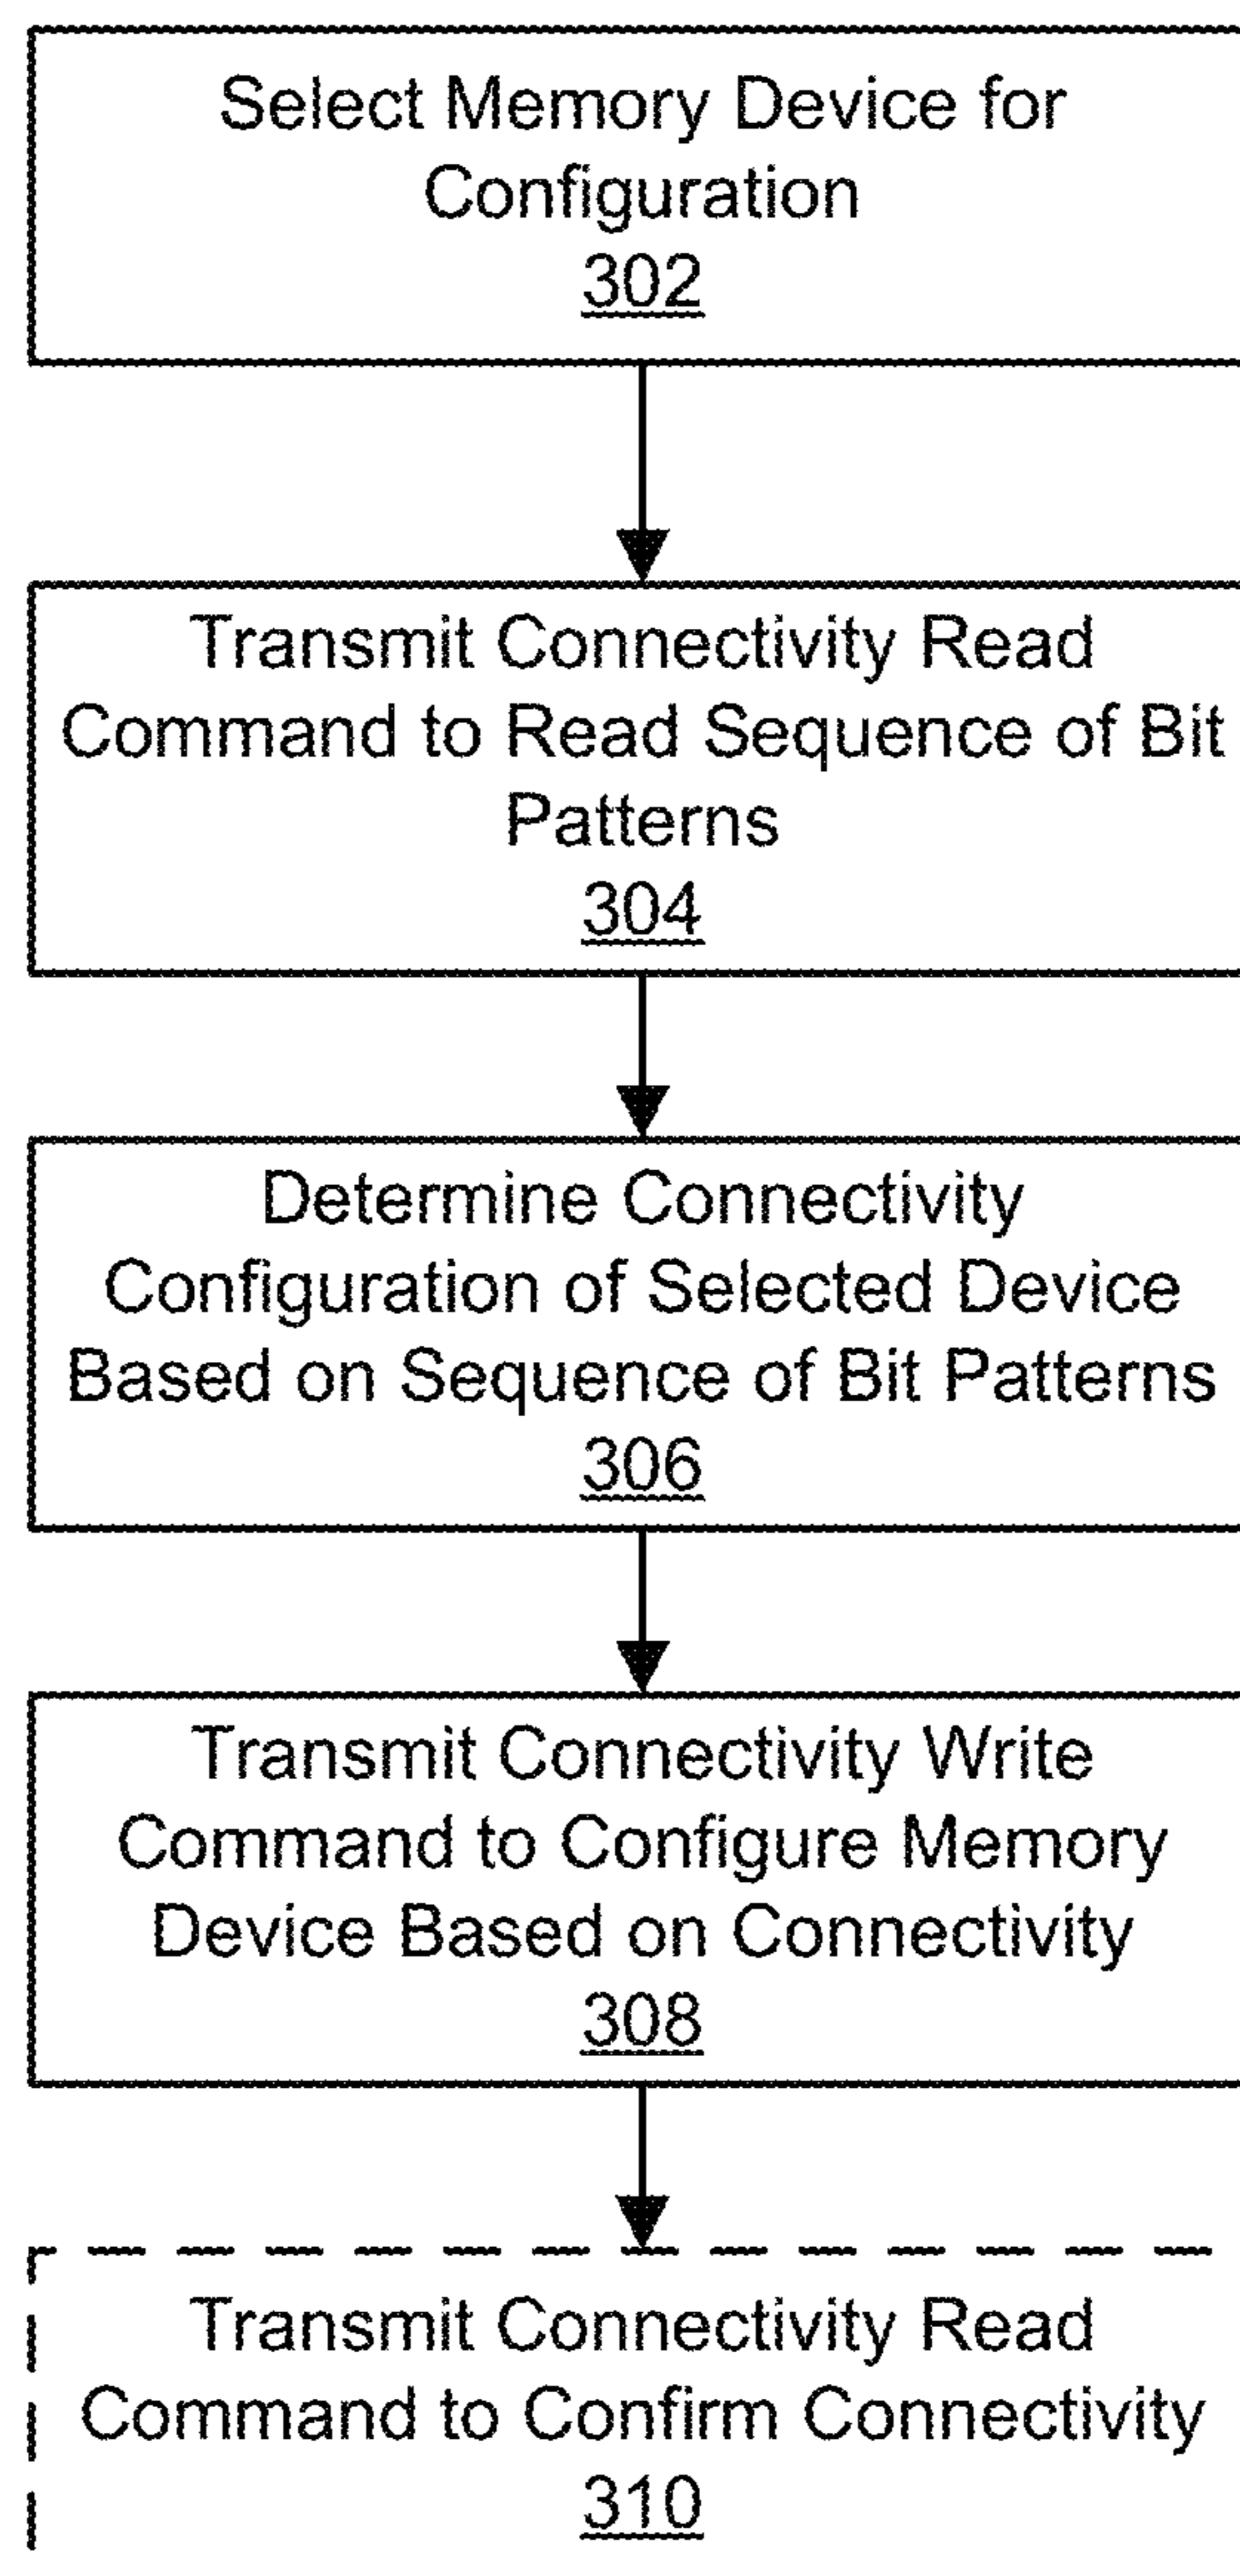 Select Memory Device for
Configuration
302
Transmit Connectivity Read
Command to Read Sequence of Bit
Patterns
304
Determine Connectivity
Configuration of Selected Device
Based on Sequence of Bit Patterns
306
Transmit Connectivity Write
Command to Configure Memory
Device Based on Connectivity
308
Transmit Connectivity Read
Command to Confirm Connectivity
310